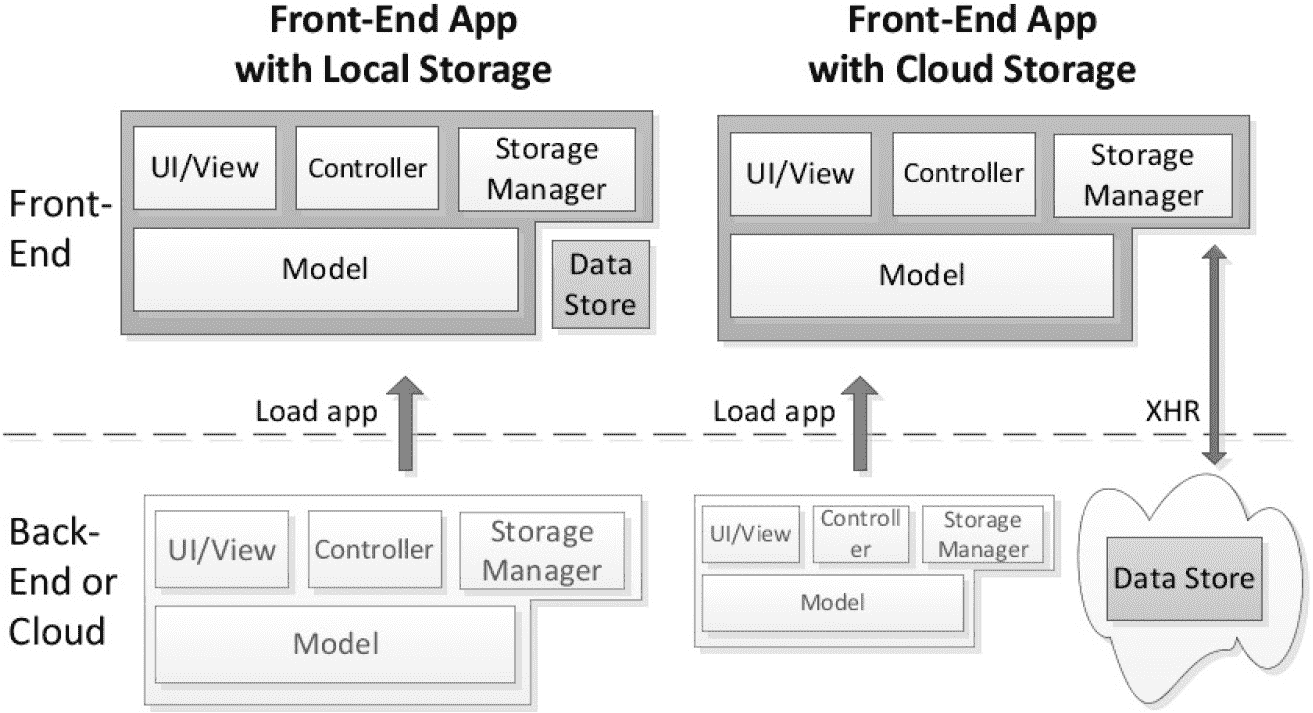 Front-End App
with Local Storage
Front-End App
with Cloud Storage
Front-
End
UI/View
Controller
Storage
Manager
Model
Data
Store
UI/View
Controller
Storage
Manager
Model
Load app
Load app
XHR
Back-
End or
Cloud
UI/View
Controller
Storage
Manager
Model
UI/View
Controll
er
Storage
Manager
Model
Data Store